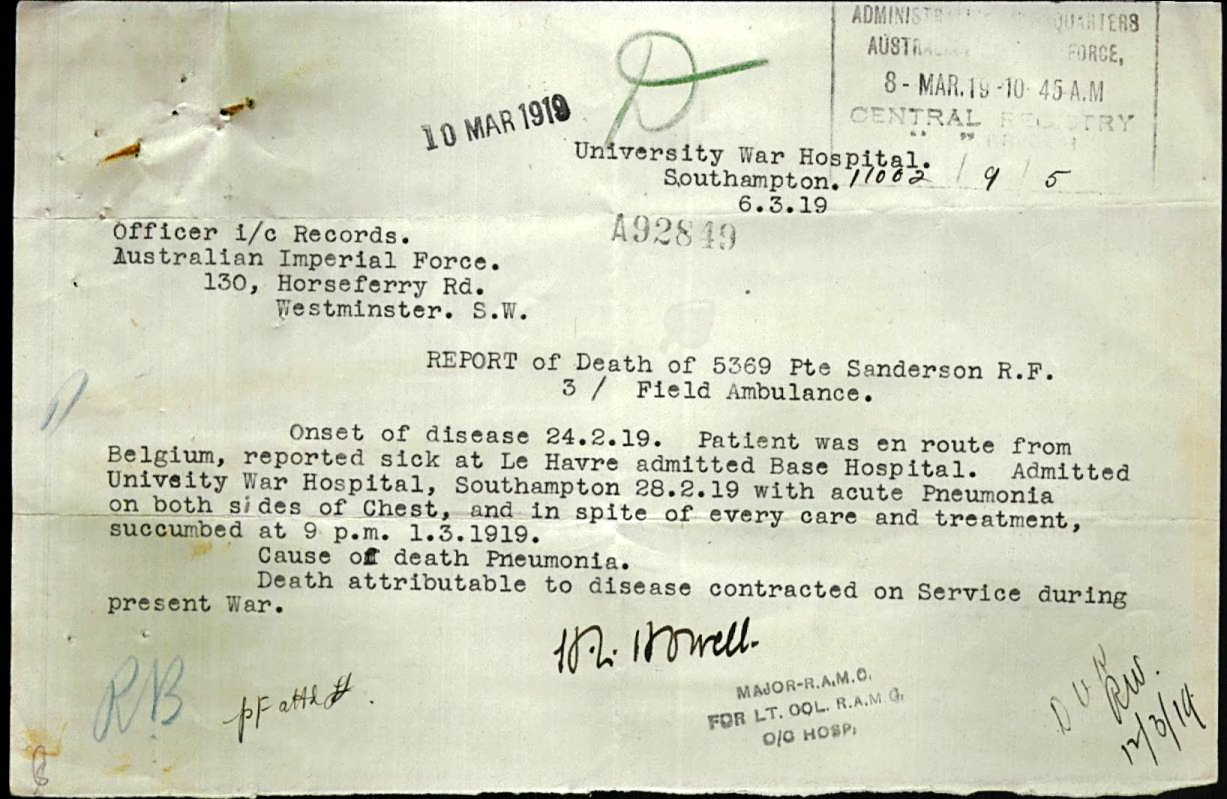 QUARTERS
FORCE,
8 - MAR.19 -10 45 A.M
CENTRAL REGISTRY
10 MAR 1919
University War Hospital.
Southampton. 11002 / 9 / 5
6.3.19
A92849
Officer i/c Records.
Australian Imperial Force.
130, Horseferry Rd.
Westminster. S.W.
REPORT of Death of 5369 Pte Sanderson R.F.
3 / Field Ambulance.
Onset of disease 24.2.19. Patient was en route from
Belgium, reported sick at Le Havre admitted Base Hospital. Admitted
Univeity War Hospital, Southampton 28.2.19 with acute Pneumonia
on both sides of Chest, and in spite of every care and treatment,
succumbed at 9 p.m. 1.3.1919.
Cause of death Pneumonia.
Death attributable to disease contracted on Service during
present War.
MAJOR-R.A.M.C.
FOR LT. COL. R.A.M.C.
O/C HOSP.
RB
12/3/19